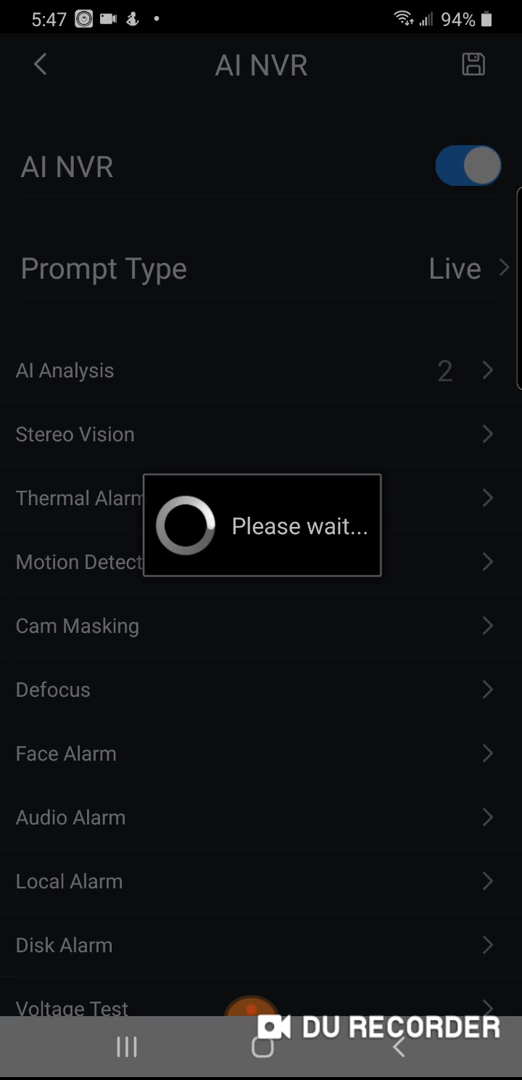 5:47
94%
AI NVR
AI NVR
Prompt Type
Live
AI Analysis
2
Stereo Vision
Thermal Alarm
Please wait...
Motion Detect
Cam Masking
Defocus
Face Alarm
Audio Alarm
Local Alarm
Disk Alarm
Voltage Test
DU RECORDER